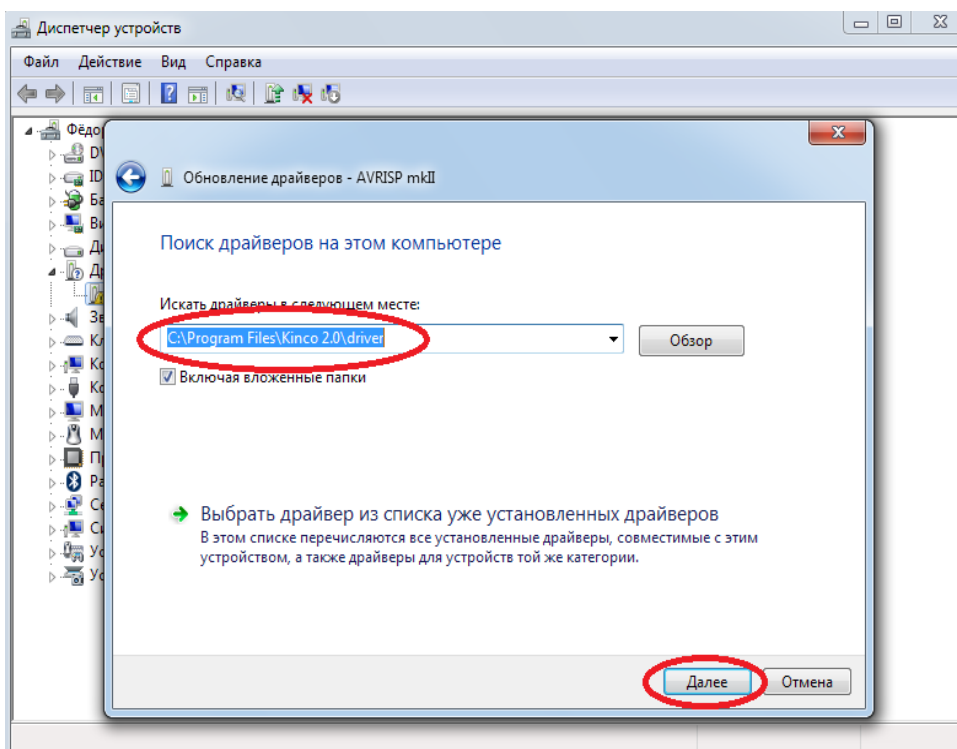 Диспетчер устройств
Файл Действие Вид Справка
Обновление драйверов - AVRISP mkII
Поиск драйверов на этом компьютере
Искать драйверы в следующем месте:
C:\Program Files\Kinco 2.0\driver
Обзор
Включая вложенные папки
Выбрать драйвер из списка уже установленных драйверов
В этом списке перечисляются все установленные драйверы, совместимые с этим
устройством, а также драйверы для устройств той же категории.
Далее Отмена